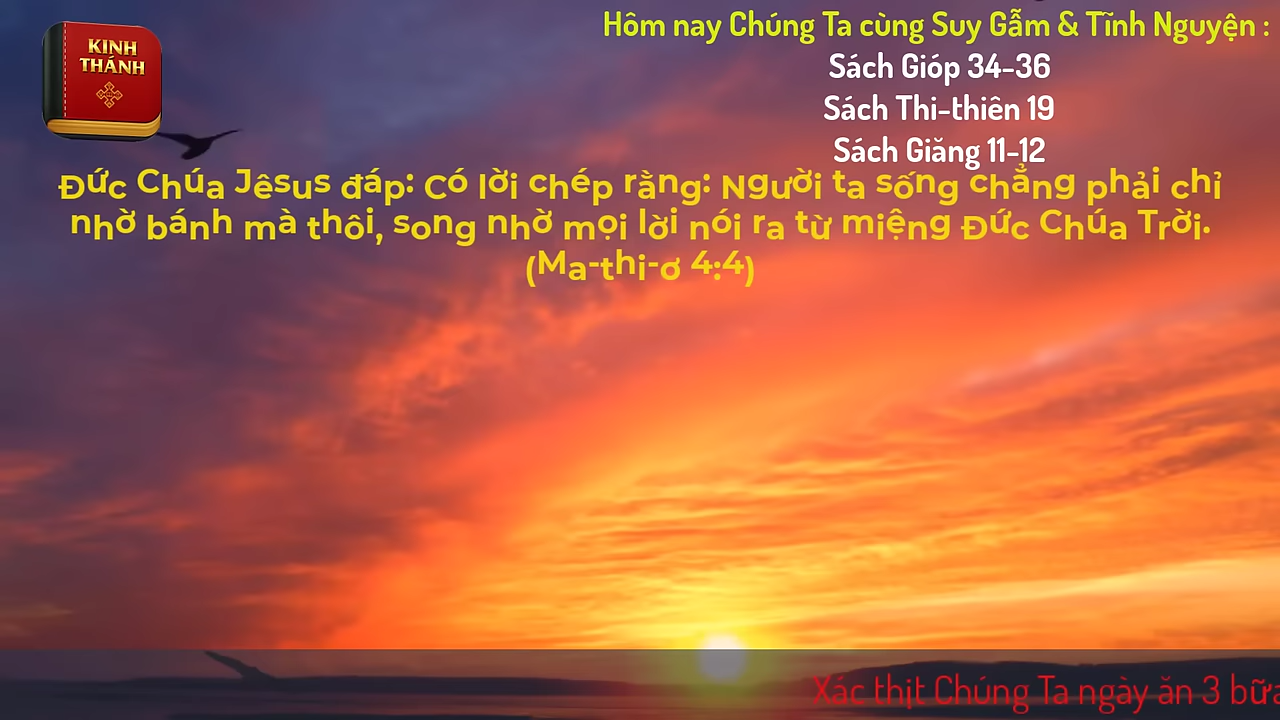 KINH
THÁNH
Hôm nay Chúng Ta cùng Suy Gẫm & Tĩnh Nguyện :
Sách Gióp 34-36
Sách Thi-thiên 19
Sách Giăng 11-12
Đức Chúa Jêsus đáp: Có lời chép rằng: Người ta sống chẳng phải chỉ
nhờ bánh mà thôi, song nhờ mọi lời nói ra từ miệng Đức Chúa Trời.
(Ma-thi-ơ 4:4)
Xác thịt Chúng Ta ngày ăn 3 bữa